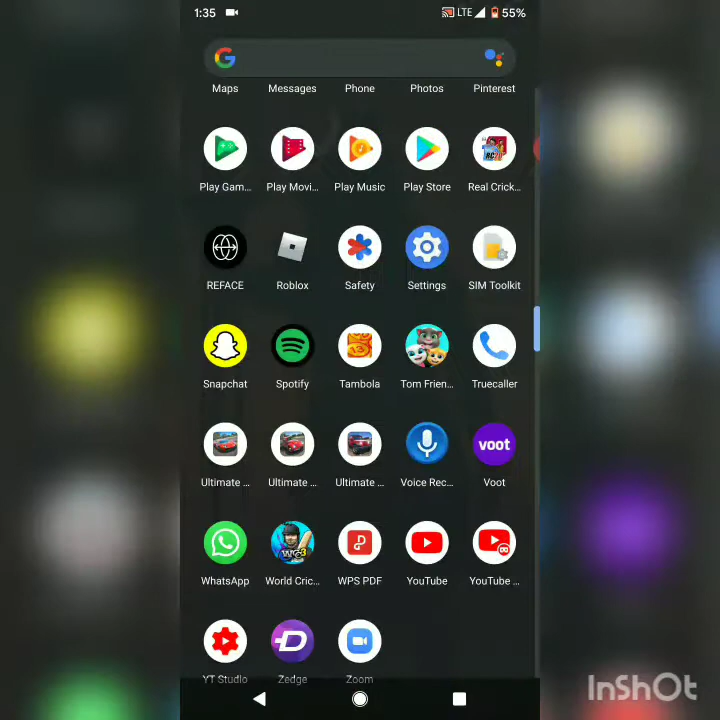 1:35 LTE 55%
Maps Messages Phone Photos Pinterest
Play Gam... Play Movi... Play Music Play Store Real Crick...
REFACE Roblox Safety Settings SIM Toolkit
Snapchat Spotify Tambola Tom Frien... Truecaller
voot
Ultimate ... Ultimate ... Ultimate ... Voice Rec... Voot
WhatsApp World Cric... WPS PDF YouTube YouTube ...
YT Studio Zedge Zoom
InShOt